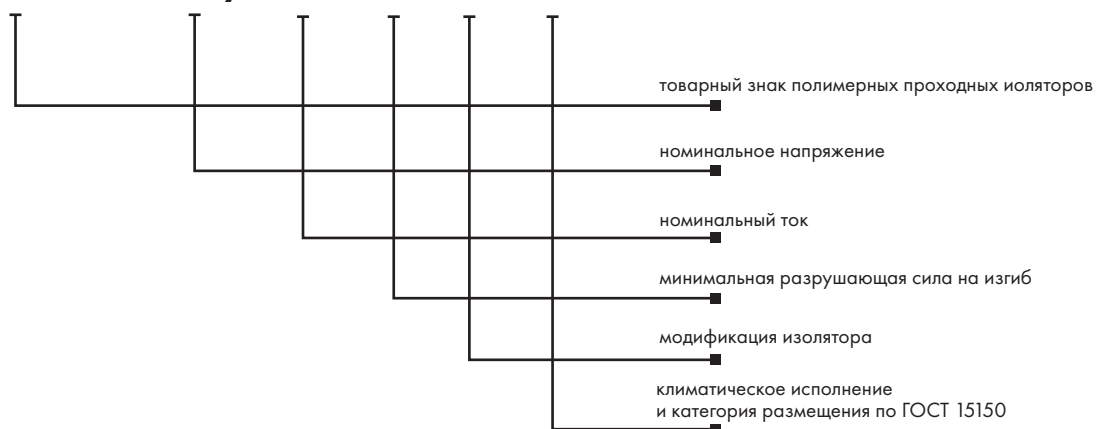 товарный знак полимерных проходных иоляторов
номинальное напряжение
номинальный ток
минимальная разрушающая сила на изгиб
модификация изолятора
климатическое исполнение
и категория размещения по ГОСТ 15150